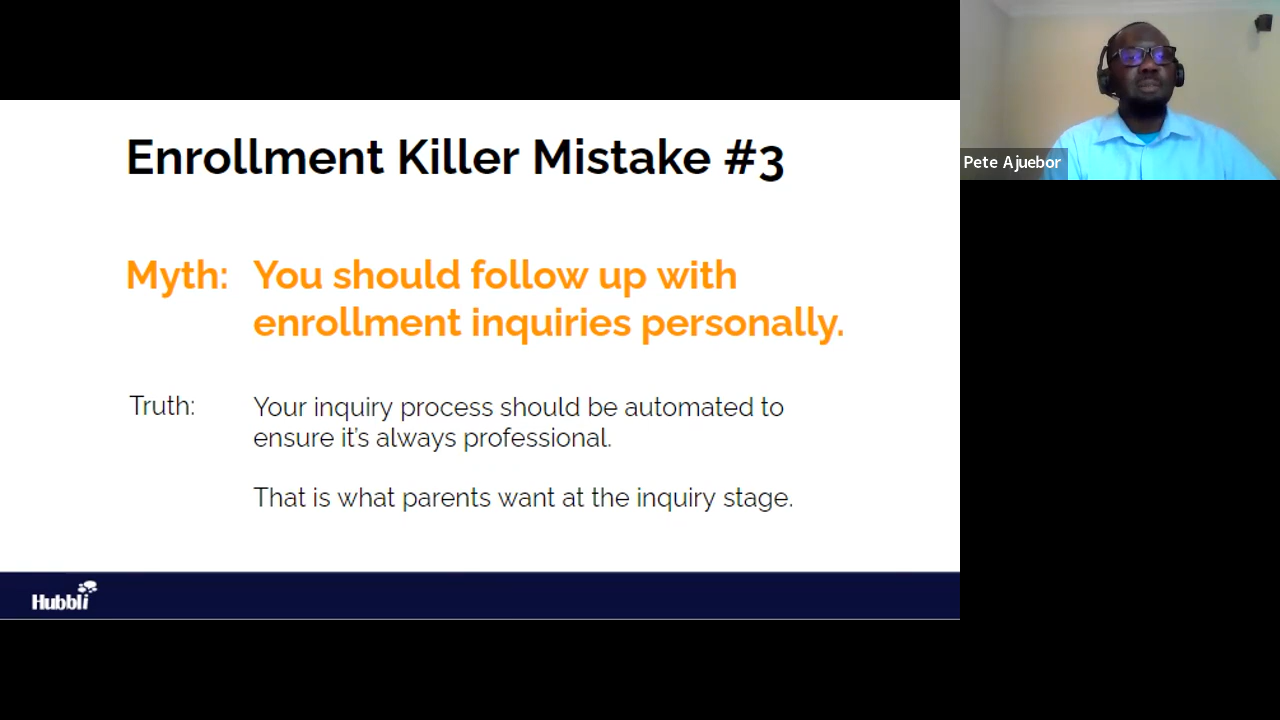 Enrollment Killer Mistake #3
Myth: You should follow up with
enrollment inquiries personally.
Truth: Your inquiry process should be automated to
ensure it's always professional.
That is what parents want at the inquiry stage.
Hubbli
Pete Ajuebor